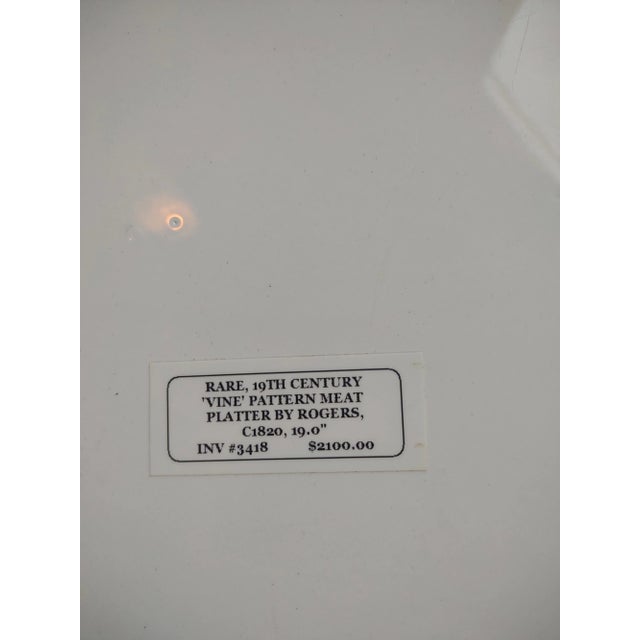 RARE, 19TH CENTURY
'VINE' PATTERN MEAT
PLATTER BY ROGERS,
C1820, 19.0"
INV #3418 $2100.00